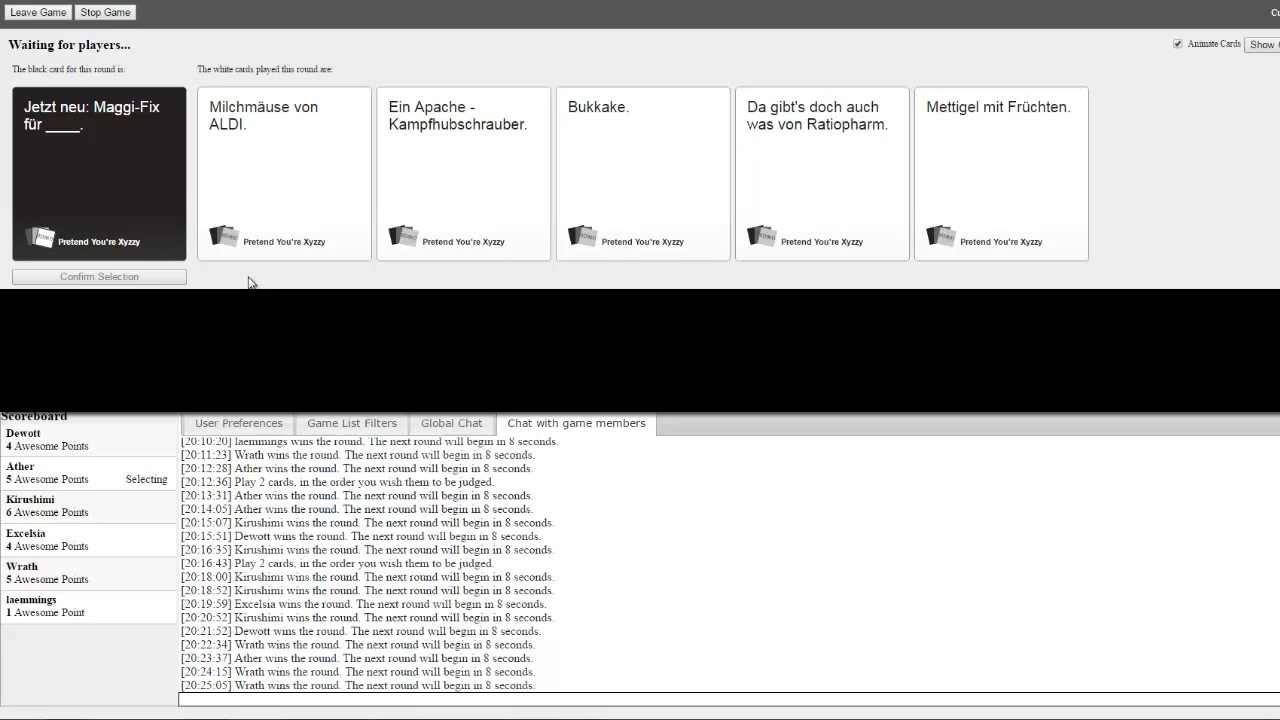 Leave Game Stop Game
Waiting for players...
Animate Cards
The black card for this round is:
The white cards played this round are:
Jetzt neu: Maggi-Fix
für ____.
Pretend You're Xyzzy
Milchmäuse von
ALDI.
Pretend You're Xyzzy
Ein Apache -
Kampfhubschrauber.
Pretend You're Xyzzy
Bukkake.
Pretend You're Xyzzy
Da gibt's doch auch
was von Ratiopharm.
Pretend You're Xyzzy
Mettigel mit Früchten.
Pretend You're Xyzzy
Confirm Selection
Scoreboard
Dewott
4 Awesome Points
Ather
5 Awesome Points Selecting
Kirushimi
6 Awesome Points
Excelsia
4 Awesome Points
Wrath
5 Awesome Points
laemmings
1 Awesome Point
User Preferences Game List Filters Global Chat Chat with game members
[20:10:20] laemmings wins the round. The next round will begin in 8 seconds.
[20:11:23] Wrath wins the round. The next round will begin in 8 seconds.
[20:12:28] Ather wins the round. The next round will begin in 8 seconds.
[20:12:36] Play 2 cards, in the order you wish them to be judged.
[20:13:31] Ather wins the round. The next round will begin in 8 seconds.
[20:14:05] Ather wins the round. The next round will begin in 8 seconds.
[20:15:07] Kirushimi wins the round. The next round will begin in 8 seconds.
[20:15:51] Dewott wins the round. The next round will begin in 8 seconds.
[20:16:35] Kirushimi wins the round. The next round will begin in 8 seconds.
[20:16:43] Play 2 cards, in the order you wish them to be judged.
[20:18:00] Kirushimi wins the round. The next round will begin in 8 seconds.
[20:18:52] Kirushimi wins the round. The next round will begin in 8 seconds.
[20:19:59] Excelsia wins the round. The next round will begin in 8 seconds.
[20:20:52] Kirushimi wins the round. The next round will begin in 8 seconds.
[20:21:52] Dewott wins the round. The next round will begin in 8 seconds.
[20:22:34] Wrath wins the round. The next round will begin in 8 seconds.
[20:23:37] Ather wins the round. The next round will begin in 8 seconds.
[20:24:15] Wrath wins the round. The next round will begin in 8 seconds.
[20:25:05] Wrath wins the round. The next round will begin in 8 seconds.